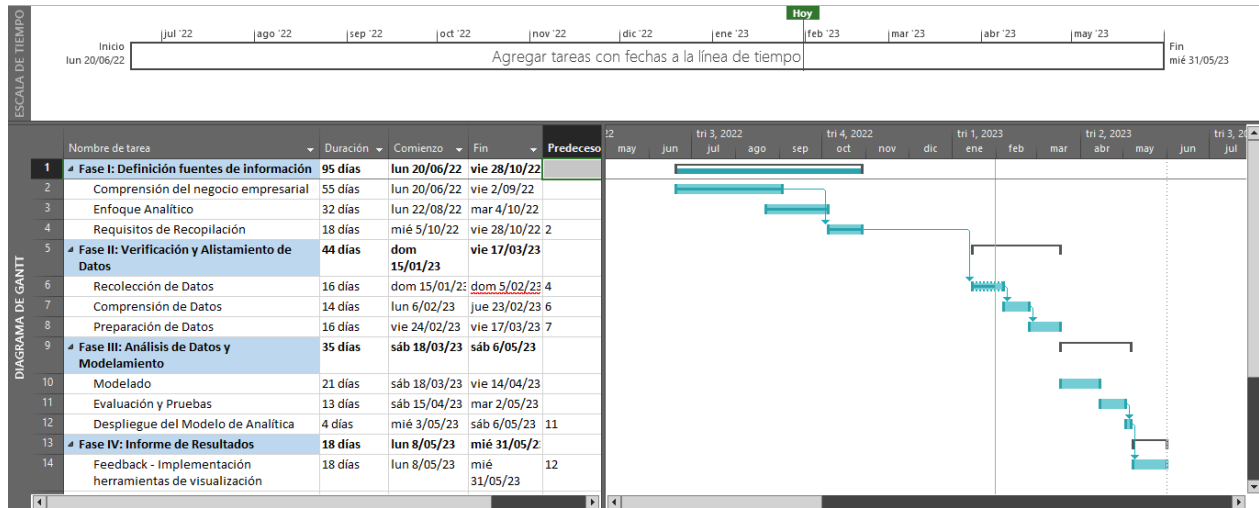 ESCALA DE TIEMPO
Hoy
jul '22 ago '22 sep '22 oct '22 nov '22 dic '22 ene '23 feb '23 mar '23 abr '23 may '23
Inicio
lun 20/06/22
Agregar tareas con fechas a la línea de tiempo
Fin
mié 31/05/23
DIAGRAMA DE GANTT
Nombre de tarea Duración Comienzo Fin Predeceso
22 tri 3, 2022 tri 4, 2022 tri 1, 2023 tri 2, 2023 tri 3, 20
may jun jul ago sep oct nov dic ene feb mar abr may jun jul
1 Fase I: Definición fuentes de información 95 días lun 20/06/22 vie 28/10/22
2 Comprensión del negocio empresarial 55 días lun 20/06/22 vie 2/09/22
3 Enfoque Analítico 32 días lun 22/08/22 mar 4/10/22
4 Requisitos de Recopilación 18 días mié 5/10/22 vie 28/10/22 2
5 Fase II: Verificación y Alistamiento de 44 días dom vie 17/03/23
Datos 15/01/23
6 Recolección de Datos 16 días dom 15/01/23 dom 5/02/23 4
7 Comprensión de Datos 14 días lun 6/02/23 jue 23/02/23 6
8 Preparación de Datos 16 días vie 24/02/23 vie 17/03/23 7
9 Fase III: Análisis de Datos y 35 días sáb 18/03/23 sáb 6/05/23
Modelamiento
10 Modelado 21 días sáb 18/03/23 vie 14/04/23
11 Evaluación y Pruebas 13 días sáb 15/04/23 mar 2/05/23
12 Despliegue del Modelo de Analítica 4 días mié 3/05/23 sáb 6/05/23 11
13 Fase IV: Informe de Resultados 18 días lun 8/05/23 mié 31/05/2
14 Feedback - Implementación 18 días lun 8/05/23 mié 12
herramientas de visualización 31/05/23